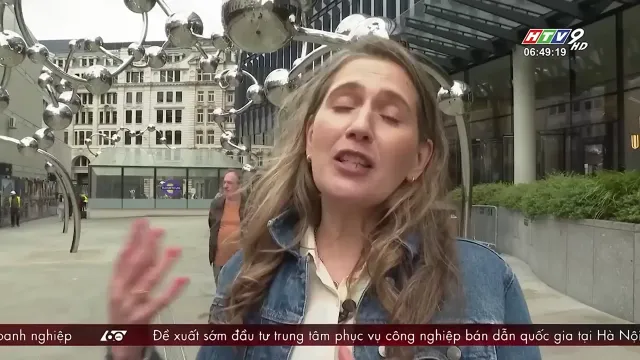 HTV9 HD
06:49:19
oanh nghiệp 60 Đề xuất sớm đầu tư trung tâm phục vụ công nghiệp bán dẫn quốc gia tại Hà Nộ